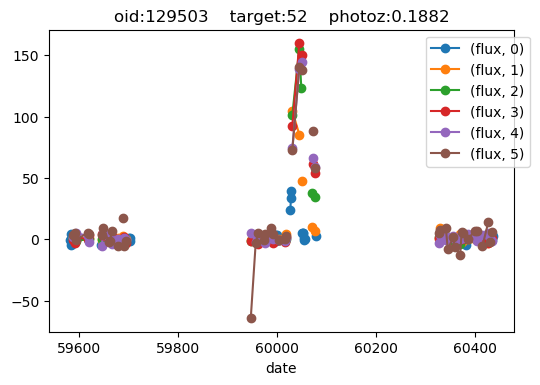 oid:129503    target:52    photoz:0.1882
150
100
50
0
−50
59600
59800
60000
60200
60400
date
(flux, 0)
(flux, 1)
(flux, 2)
(flux, 3)
(flux, 4)
(flux, 5)